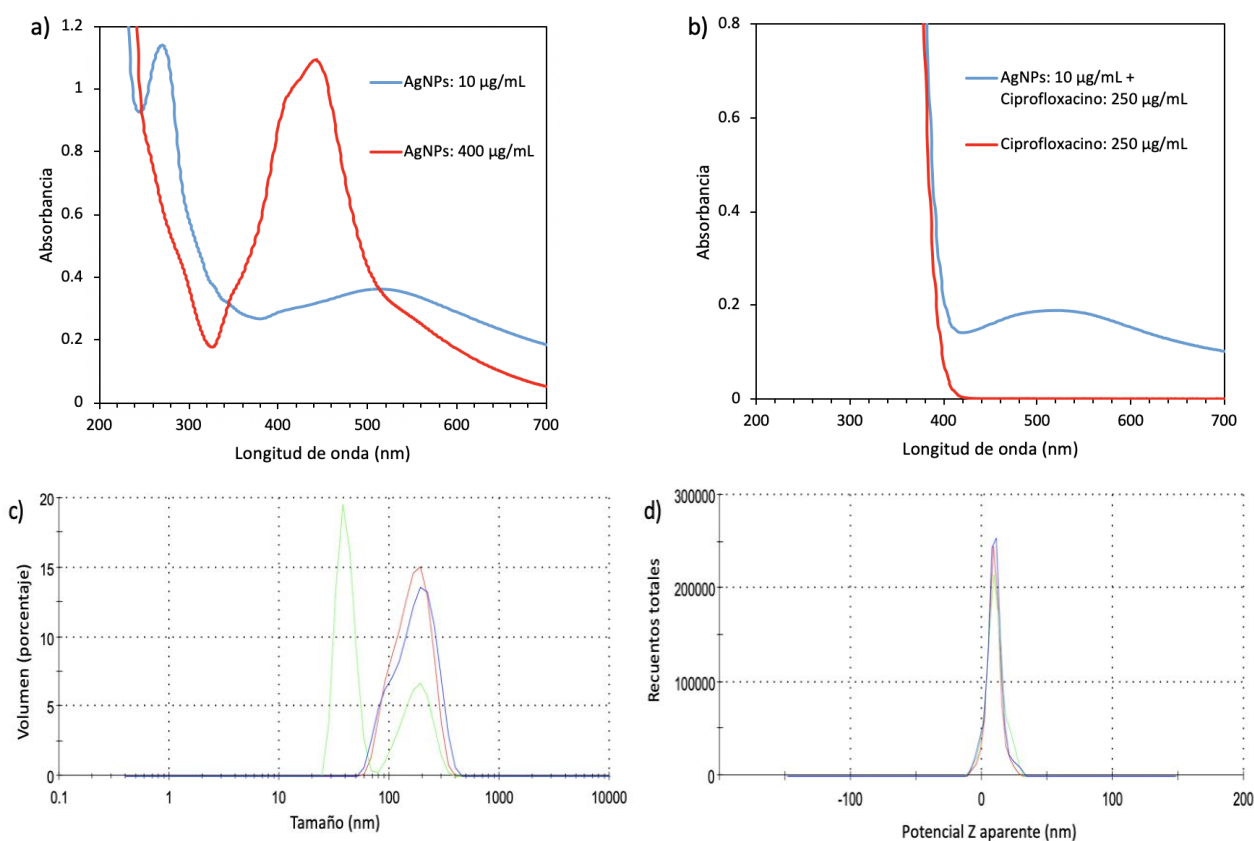 a)
1.2
1
0.8
0.6
0.4
0.2
0
Absorbancia
AgNPs: 10 µg/mL
AgNPs: 400 µg/mL
200 300 400 500 600 700
Longitud de onda (nm)
b)
0.8
0.6
0.4
0.2
0
Absorbancia
AgNPs: 10 µg/mL +
Ciprofloxacino: 250 µg/mL
Ciprofloxacino: 250 µg/mL
200 300 400 500 600 700
Longitud de onda (nm)
c)
20
15
10
5
0
Volumen (porcentaje)
0.1 1 10 100 1000 10000
Tamaño (nm)
d)
300000
200000
100000
0
Recuentos totales
-100 0 100 200
Potencial Z aparente (nm)